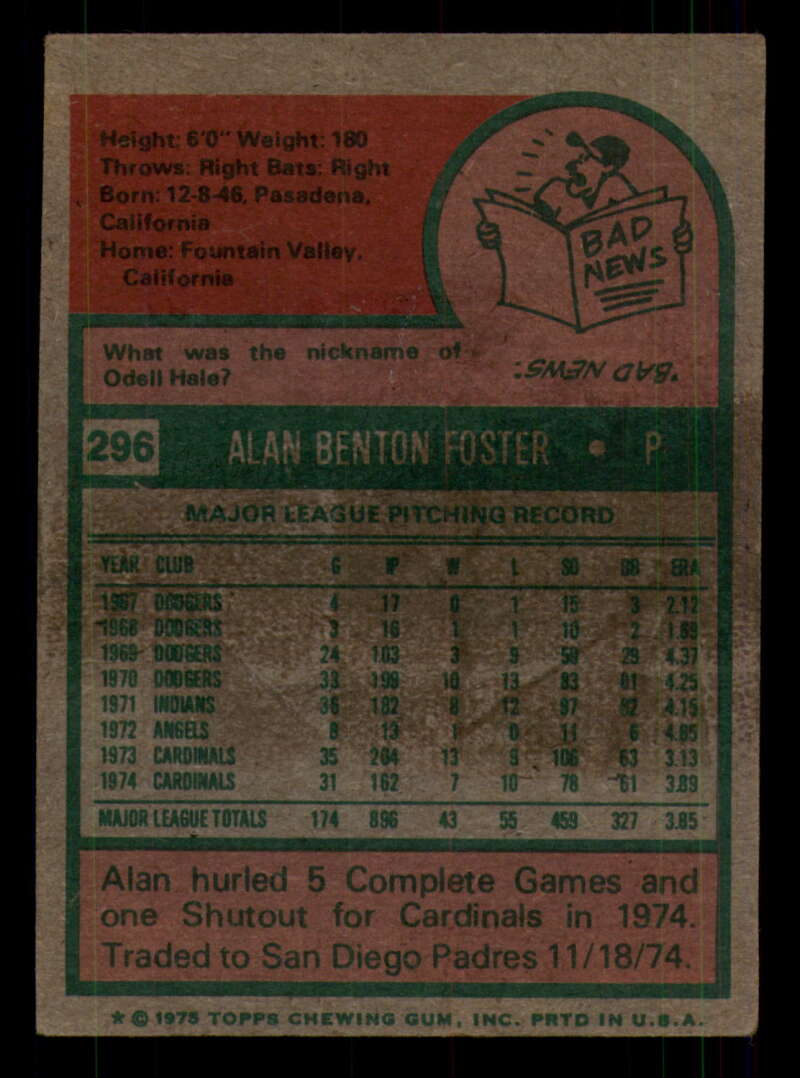 Height: 6'0" Weight: 180
Throws: Right Bats: Right
Born: 12-8-46, Pasadena,
California
Home: Fountain Valley,
California
BAD
NEWS
What was the nickname of
Odell Hale?
"BAD NEWS."
296 ALAN BENTON FOSTER • P
MAJOR LEAGUE PITCHING RECORD
YEAR CLUB G IP W L SO BB ERA
1967 DODGERS 4 17 0 1 15 3 2.12
1968 DODGERS 3 16 1 1 10 2 1.69
1969 DODGERS 24 103 3 9 59 29 4.37
1970 DODGERS 33 199 10 13 83 81 4.25
1971 INDIANS 36 182 8 12 97 82 4.15
1972 ANGELS 8 13 1 0 11 6 4.85
1973 CARDINALS 35 204 13 9 106 63 3.13
1974 CARDINALS 31 162 7 10 78 61 3.89
MAJOR LEAGUE TOTALS 174 896 43 55 459 327 3.85
Alan hurled 5 Complete Games and
one Shutout for Cardinals in 1974.
Traded to San Diego Padres 11/18/74.
* © 1975 TOPPS CHEWING GUM, INC. PRTD IN U.S.A.